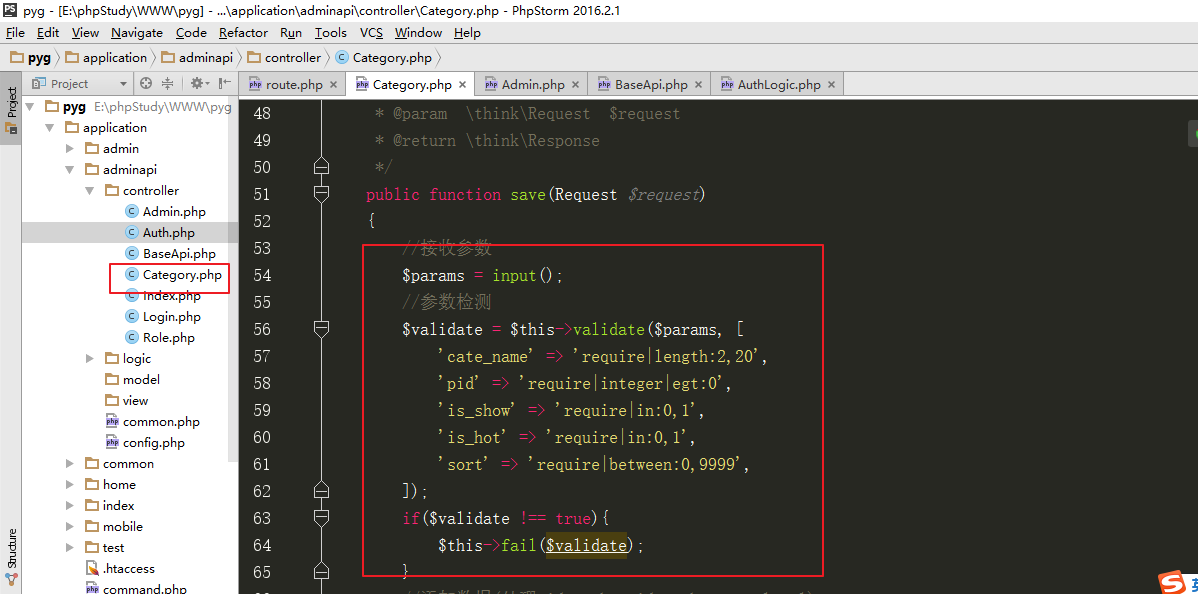 pyg - [E:\phpStudy\WWW\pyg] - ...\application\adminapi\controller\Category.php - PhpStorm 2016.2.1
File Edit View Navigate Code Refactor Run Tools VCS Window Help
pyg application adminapi controller Category.php
Project
route.php Category.php Admin.php BaseApi.php AuthLogic.php
Project
Structure
pyg E:\phpStudy\WWW\pyg
application
admin
adminapi
controller
Admin.php
Auth.php
BaseApi.php
Category.php
Index.php
Login.php
Role.php
logic
model
view
common.php
config.php
common
home
index
mobile
test
.htaccess
command.php
48 * @param \think\Request $request
49 * @return \think\Response
50 */
51 public function save(Request $request)
52 {
53 //接收参数
54 $params = input();
55 //参数检测
56 $validate = $this->validate($params, [
57 'cate_name' => 'require|length:2,20',
58 'pid' => 'require|integer|egt:0',
59 'is_show' => 'require|in:0,1',
60 'is_hot' => 'require|in:0,1',
61 'sort' => 'require|between:0,9999',
62 ]);
63 if($validate !== true){
64 $this->fail($validate);
65 }